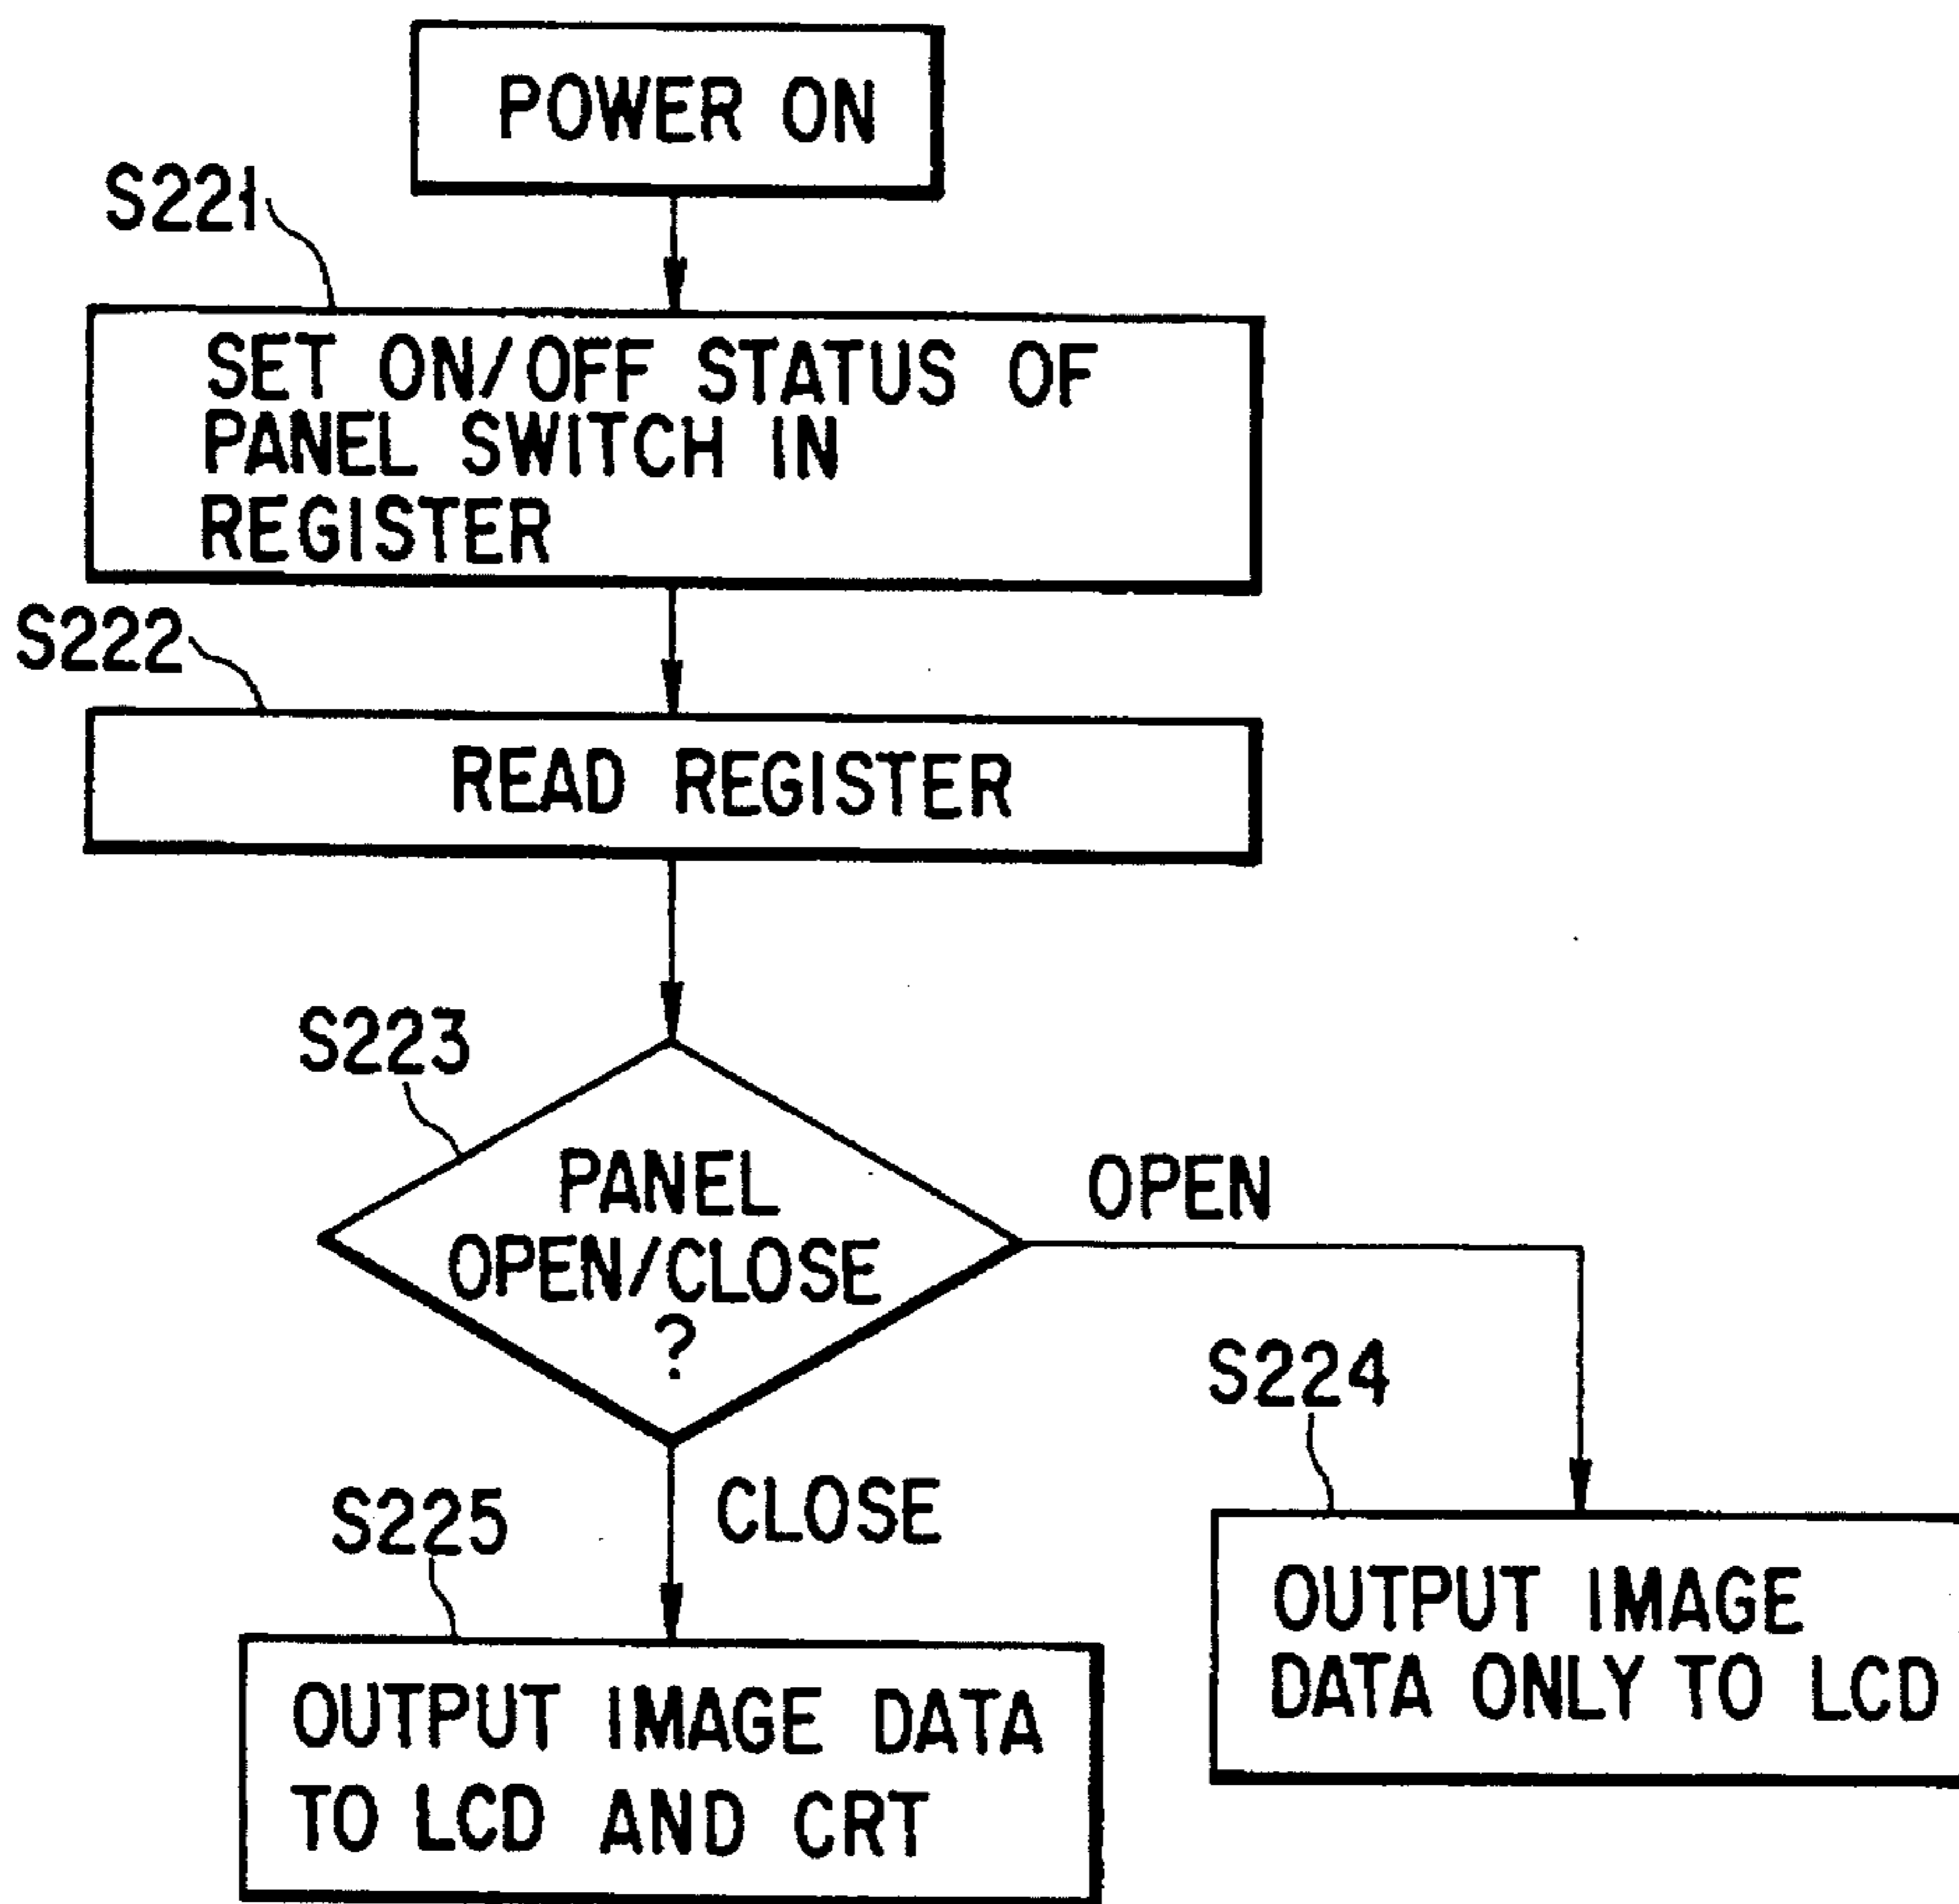 POWER ON
S221
SET ON/OFF STATUS OF
PANEL SWITCH IN
REGISTER
S222
READ REGISTER
S223
PANEL
OPEN/CLOSE
?
OPEN
S224
OUTPUT IMAGE
DATA ONLY TO LCD
CLOSE
S225
OUTPUT IMAGE DATA
TO LCD AND CRT